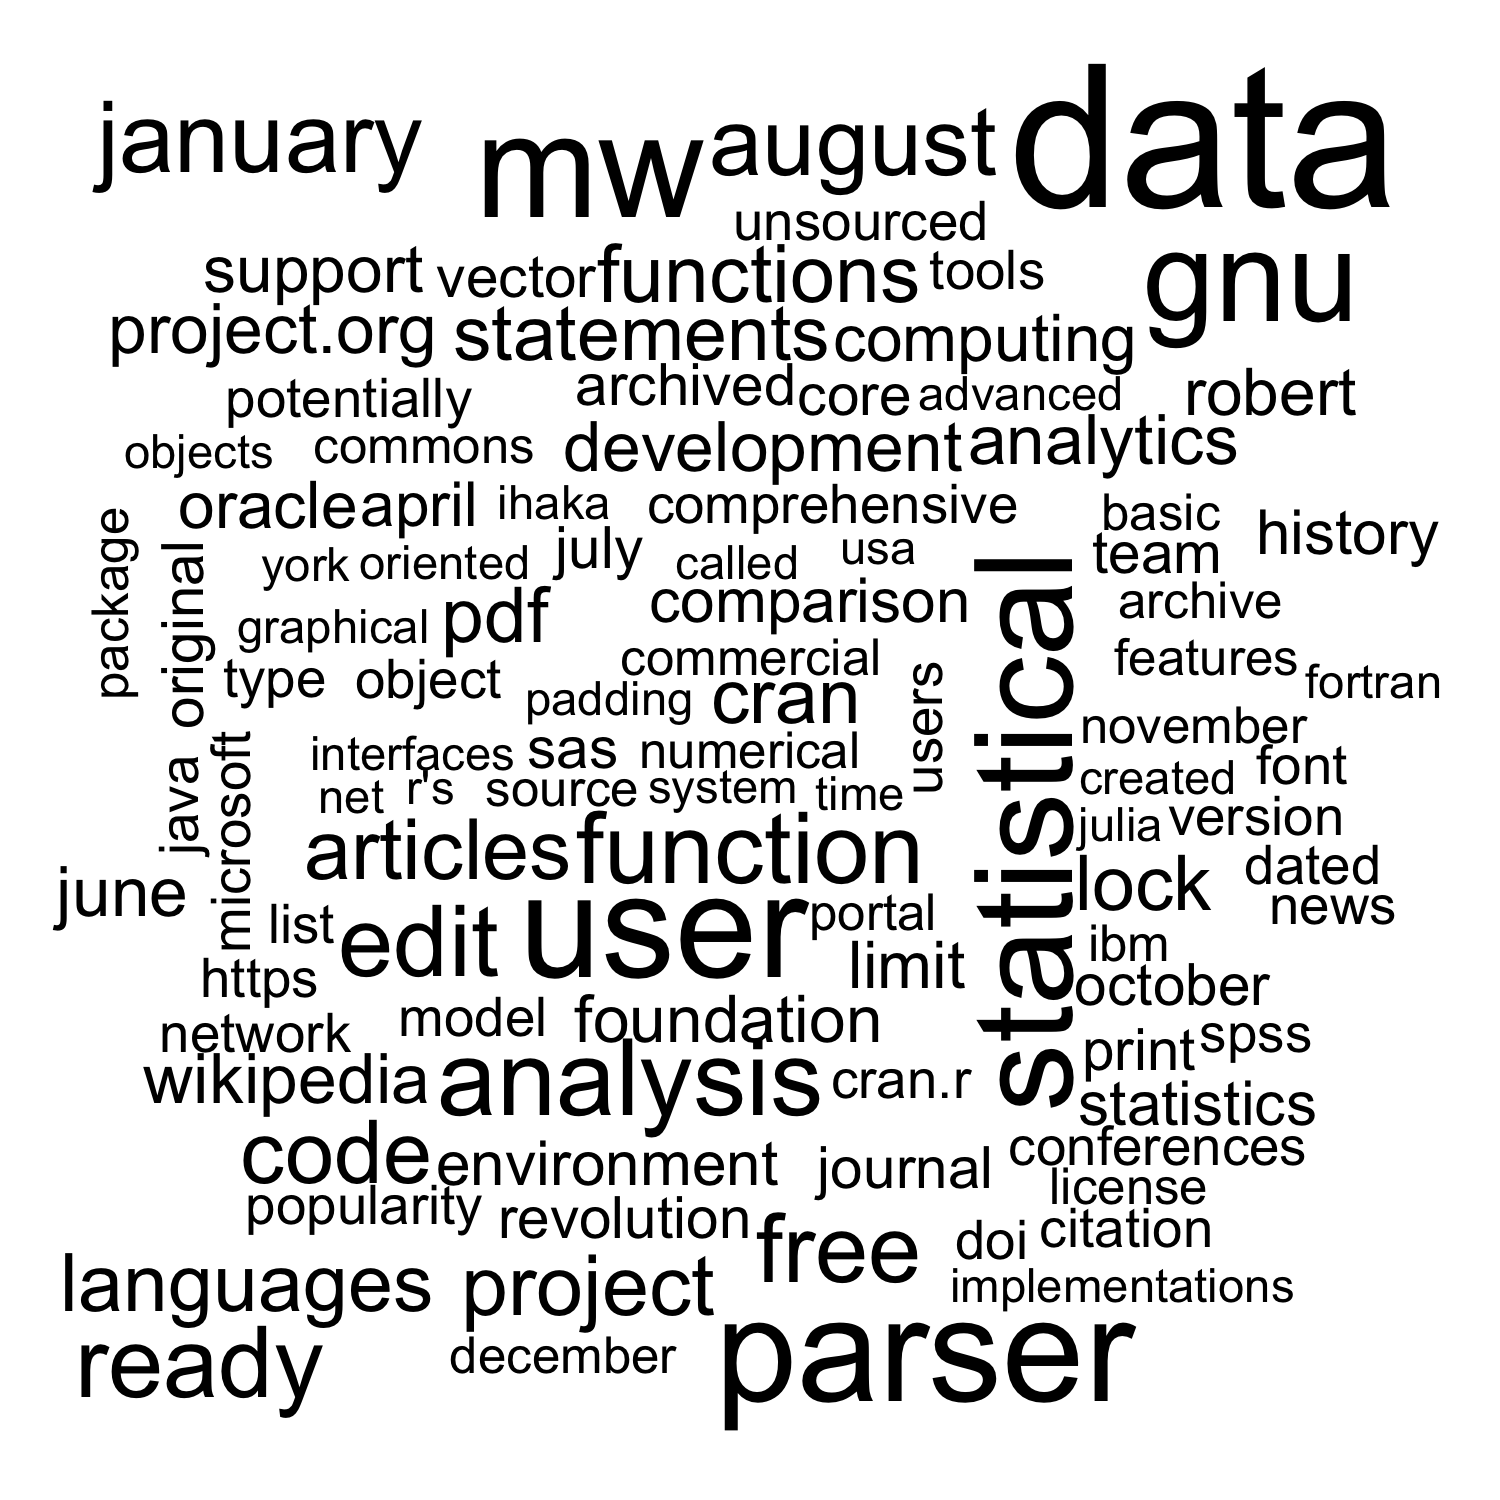 january mw august data
unsourced
support vector functions tools gnu
project.org statements computing
potentially archived core advanced robert
objects commons development analytics
oracle april ihaka comprehensive basic history
package original york oriented july called usa team
graphical pdf comparison statistical archive
type object commercial features
padding cran users fortran
november
java microsoft interfaces sas numerical created font
net r's source system time julia version
articles function lock dated
june list edit user portal news
https limit ibm
october
network model foundation print spss
wikipedia analysis cran.r statistics
code environment journal conferences
popularity revolution license
free doi citation
languages project implementations
ready december parser